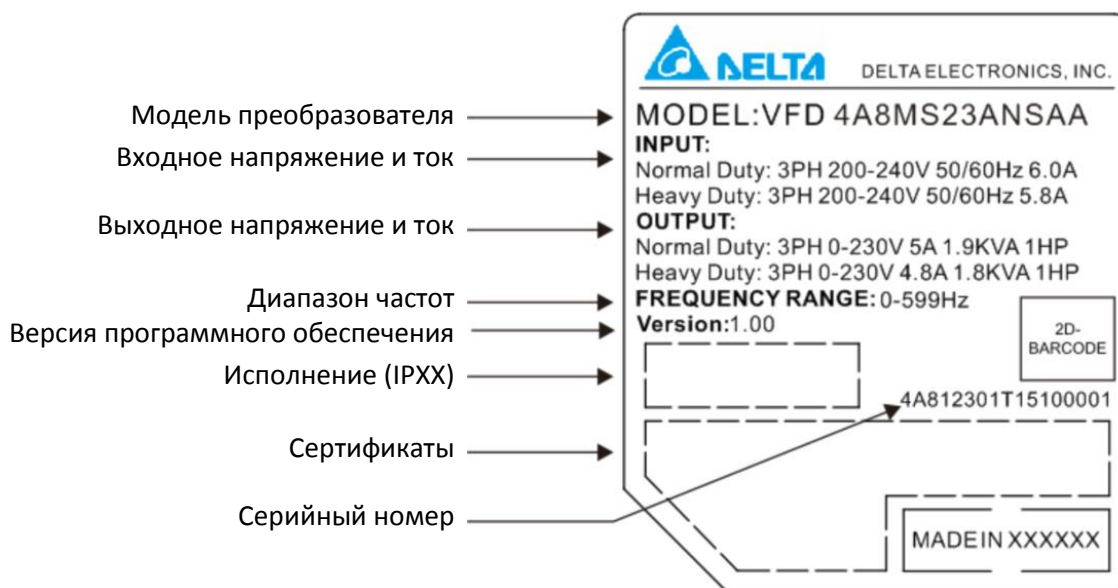 DELTA DELTA ELECTRONICS, INC.
Модель преобразователя
MODEL:VFD 4A8MS23ANSAA
Входное напряжение и ток
INPUT:
Normal Duty: 3PH 200-240V 50/60Hz 6.0A
Heavy Duty: 3PH 200-240V 50/60Hz 5.8A
Выходное напряжение и ток
OUTPUT:
Normal Duty: 3PH 0-230V 5A 1.9KVA 1HP
Heavy Duty: 3PH 0-230V 4.8A 1.8KVA 1HP
Диапазон частот
FREQUENCY RANGE: 0-599Hz
Версия программного обеспечения
Version:1.00
2D-
BARCODE
Исполнение (IPXX)
4A812301T15100001
Сертификаты
Серийный номер
MADE IN XXXXXX